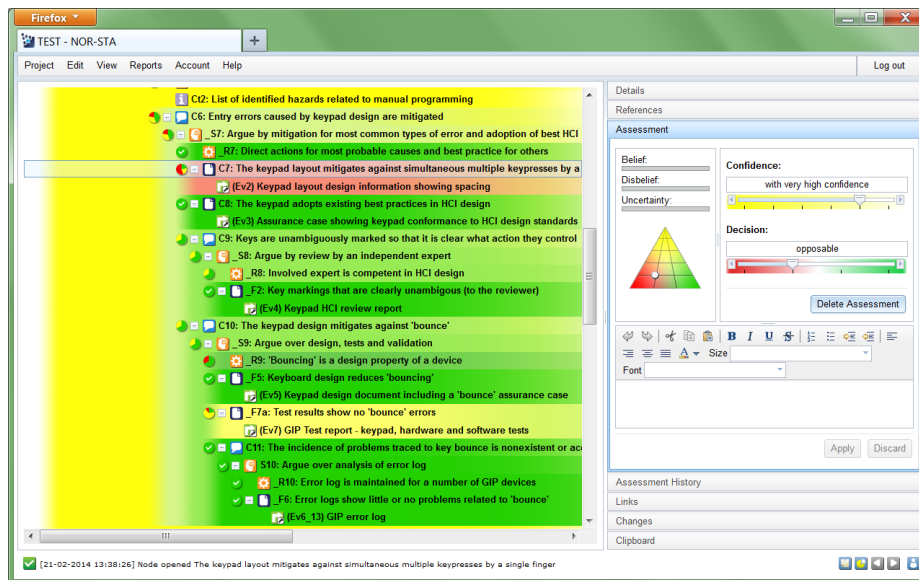 Firefox
TEST - NOR-STA
Project Edit View Reports Account Help Log out
Ct2: List of identified hazards related to manual programming
C6: Entry errors caused by keypad design are mitigated
_S7: Argue by mitigation for most common types of error and adoption of best HCI
_R7: Direct actions for most probable causes and best practice for others
C7: The keypad layout mitigates against simultaneous multiple keypresses by a
(Ev2) Keypad layout design information showing spacing
C8: The keypad adopts existing best practices in HCI design
(Ev3) Assurance case showing keypad conformance to HCI design standards
C9: Keys are unambiguously marked so that it is clear what action they control
_S8: Argue by review by an independent expert
_R8: Involved expert is competent in HCI design
_F2: Key markings that are clearly unambigous (to the reviewer)
(Ev4) Keypad HCI review report
C10: The keypad design mitigates against 'bounce'
_S9: Argue over design, tests and validation
_R9: 'Bouncing' is a design property of a device
_F5: Keyboard design reduces 'bouncing'
(Ev5) Keypad design document including a 'bounce' assurance case
_F7a: Test results show no 'bounce' errors
(Ev7) GIP Test report - keypad, hardware and software tests
C11: The incidence of problems traced to key bounce is nonexistent or acc
S10: Argue over analysis of error log
_R10: Error log is maintained for a number of GIP devices
_F6: Error logs show little or no problems related to 'bounce'
(Ev6_13) GIP error log
Details
References
Assessment
Belief:
Disbelief:
Uncertainty:
Confidence:
with very high confidence
Decision:
opposable
Delete Assessment
B I U S
A Size
Font
Apply Discard
Assessment History
Links
Changes
Clipboard
[21-02-2014 13:38:26] Node opened The keypad layout mitigates against simultaneous multiple keypresses by a single finger